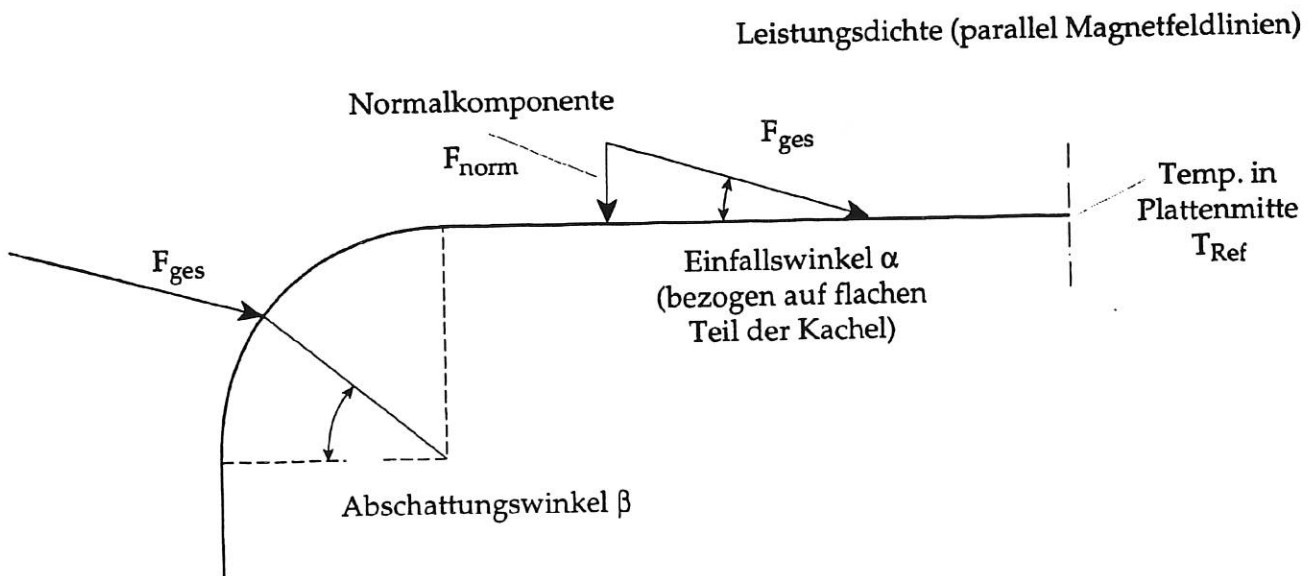 Leistungsdichte (parallel Magnetfeldlinien)
Normalkomponente
F_norm
F_ges
Temp. in
Plattenmitte
T_Ref
F_ges
Einfallswinkel α
(bezogen auf flachen
Teil der Kachel)
Abschattungswinkel β